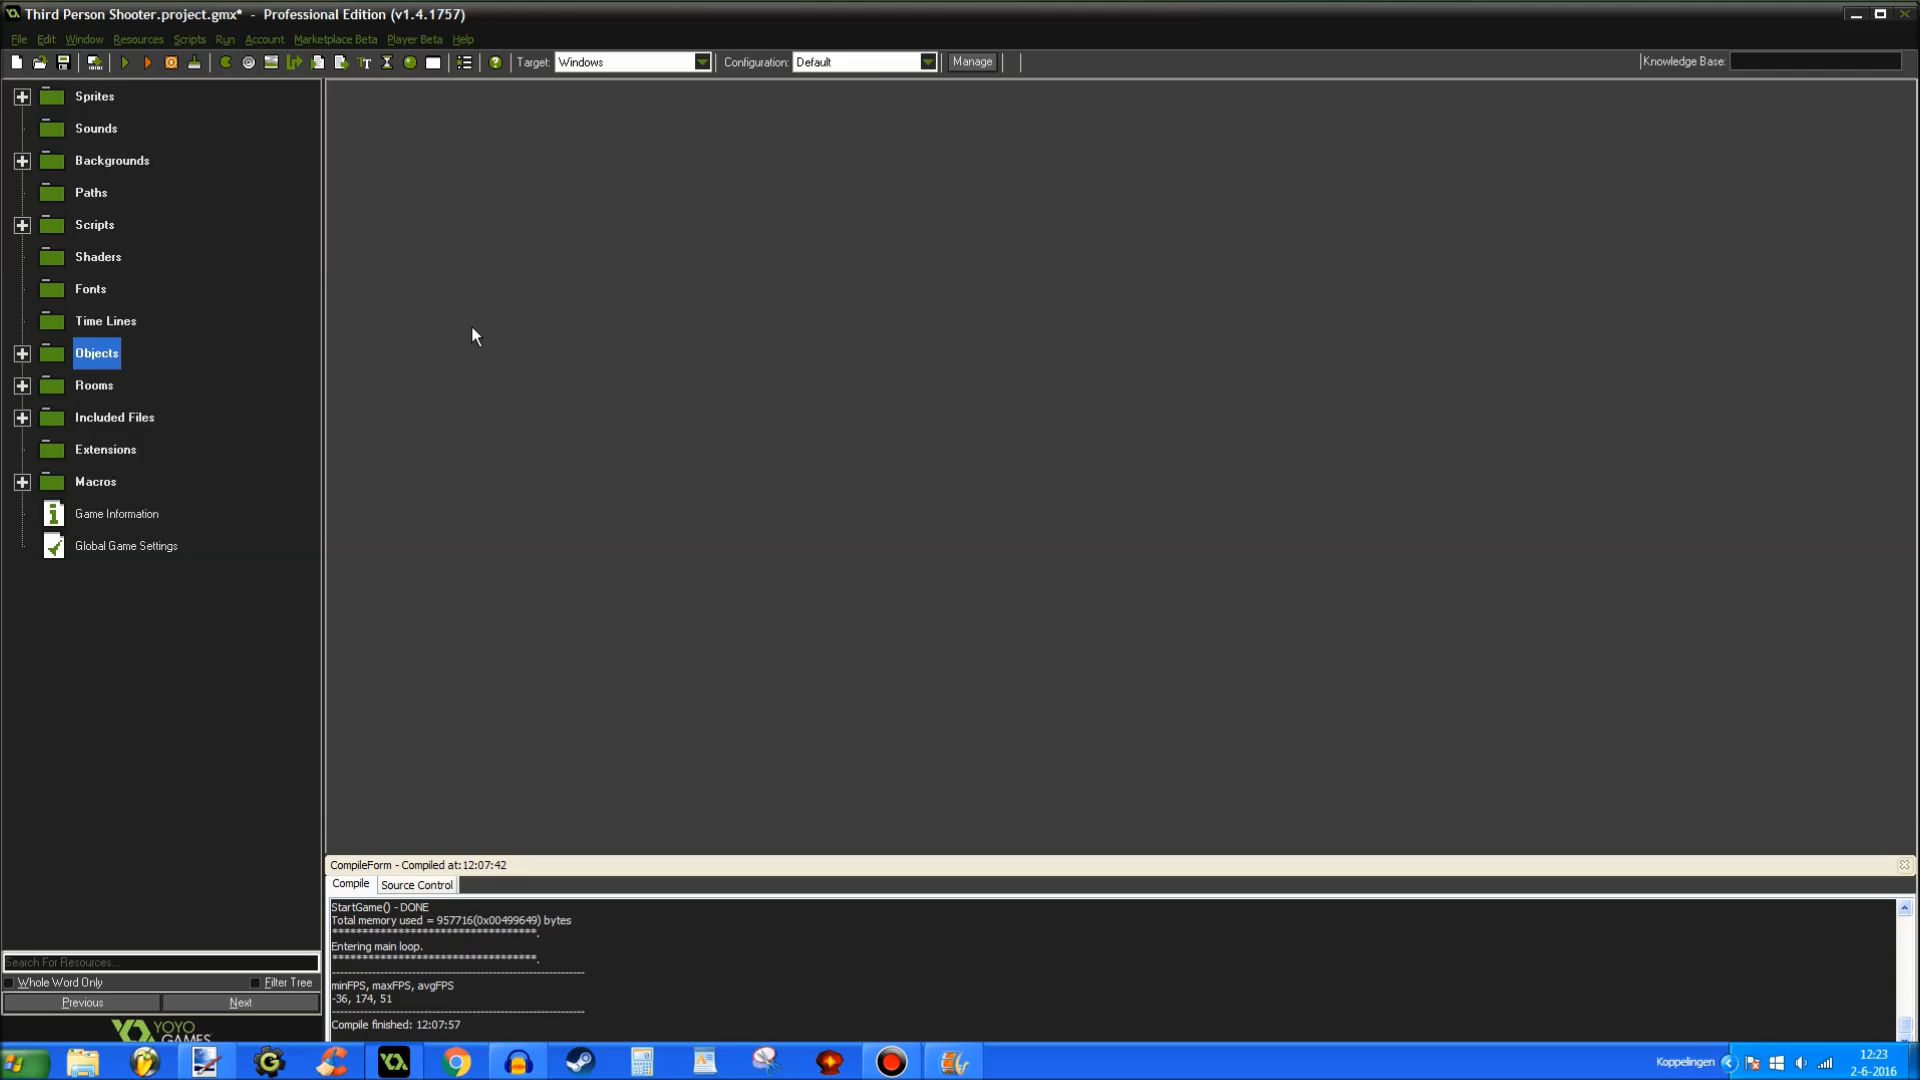 Third Person Shooter.project.gmx* - Professional Edition (v1.4.1757)
File Edit Window Resources Scripts Run Account Marketplace Beta Player Beta Help
Target: Windows Configuration: Default Manage Knowledge Base:
Sprites
Sounds
Backgrounds
Paths
Scripts
Shaders
Fonts
Time Lines
Objects
Rooms
Included Files
Extensions
Macros
Game Information
Global Game Settings
CompileForm - Compiled at:12:07:42
Compile Source Control
StartGame() - DONE
Total memory used = 957716(0x00499649) bytes
***********************************.
Entering main loop.
***********************************.
--------------------------------------------------------------
minFPS, maxFPS, avgFPS
-36, 174, 51
--------------------------------------------------------------
Compile finished: 12:07:57
Search For Resources...
Whole Word Only Filter Tree
Previous Next
YOYO
GAMES
Koppelingen
12:23
2-6-2016